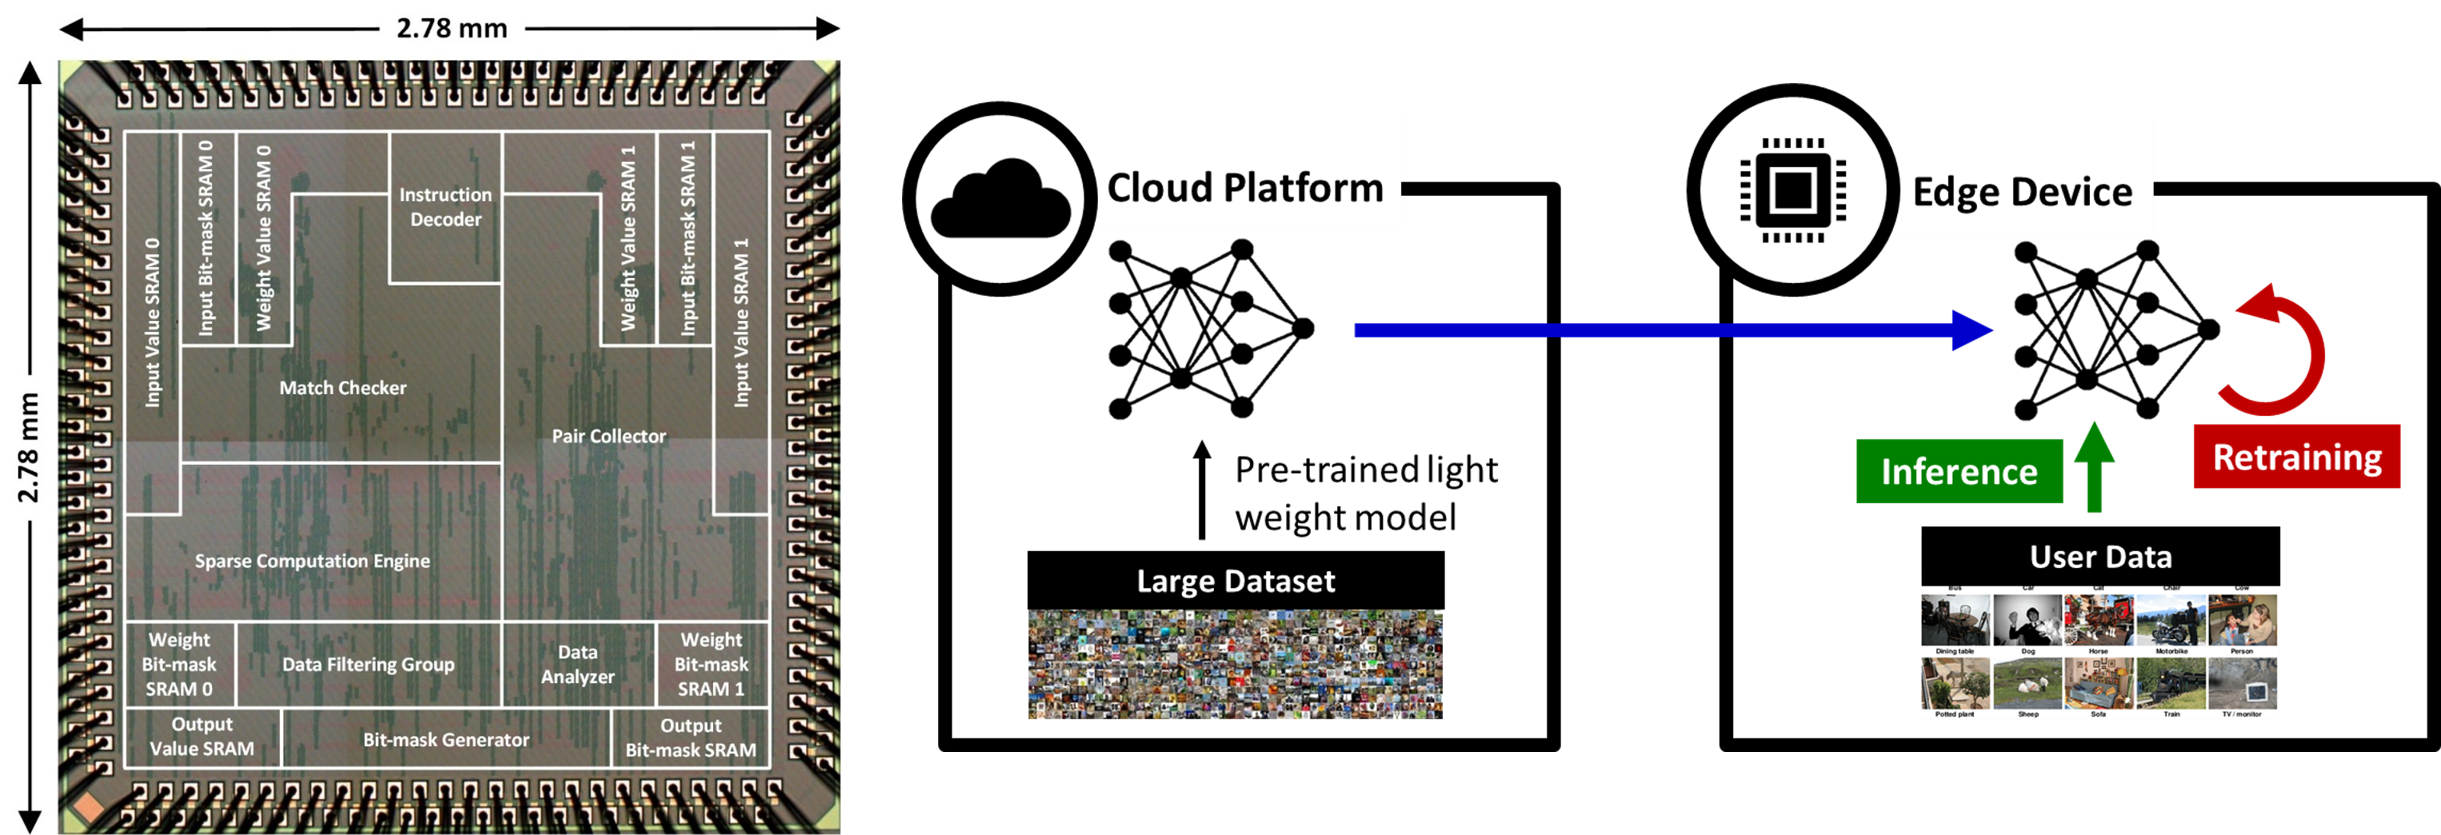 2.78 mm
2.78 mm
Input Value SRAM 0
Input Bit-mask SRAM 0
Weight Value SRAM 0
Instruction
Decoder
Weight Value SRAM 1
Input Bit-mask SRAM 1
Input Value SRAM 1
Match Checker
Pair Collector
Sparse Computation Engine
Weight
Bit-mask
SRAM 0
Data Filtering Group
Data
Analyzer
Weight
Bit-mask
SRAM 1
Output
Value SRAM
Bit-mask Generator
Output
Bit-mask SRAM
Cloud Platform
Pre-trained light
weight model
Large Dataset
Edge Device
Inference
Retraining
User Data
Bus Car Cat Chair Cow
Dining table Dog Horse Motorbike Person
Potted plant Sheep Sofa Train TV / monitor